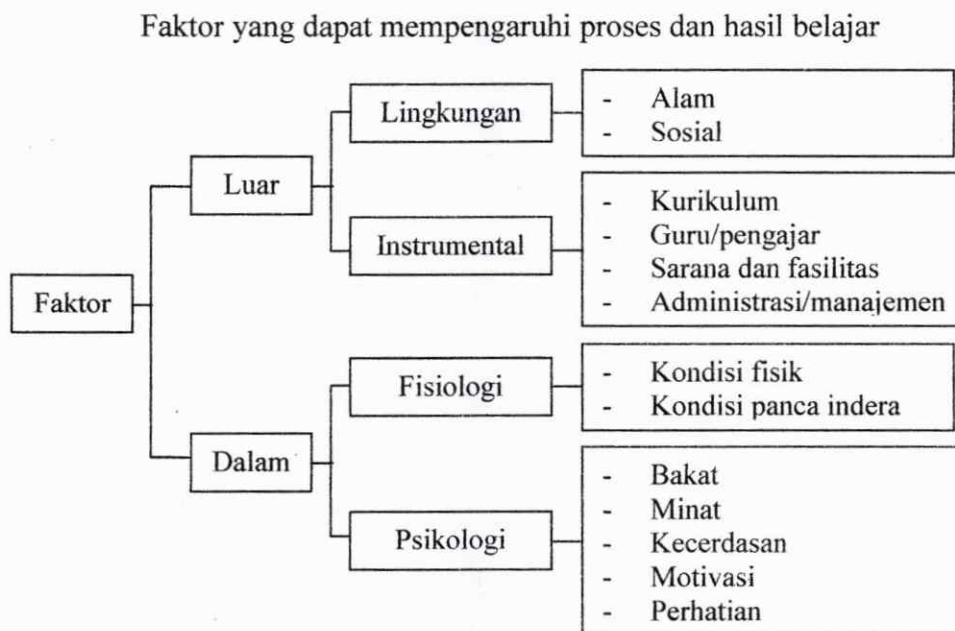 Faktor yang dapat mempengaruhi proses dan hasil belajar
Faktor
Luar
Lingkungan
- Alam
- Sosial
Instrumental
- Kurikulum
- Guru/pengajar
- Sarana dan fasilitas
- Administrasi/manajemen
Dalam
Fisiologi
- Kondisi fisik
- Kondisi panca indera
Psikologi
- Bakat
- Minat
- Kecerdasan
- Motivasi
- Perhatian